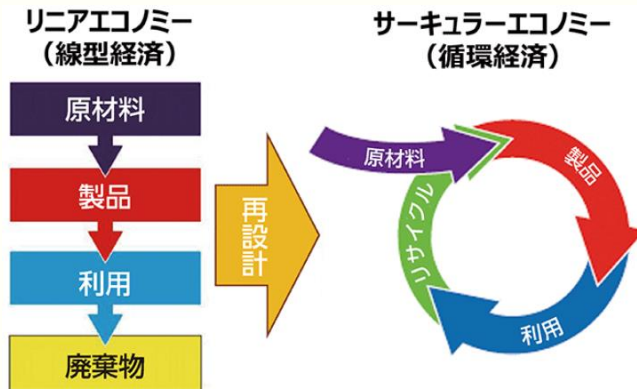 リニアエコノミー
（線型経済）
原材料
製品
利用
廃棄物
再設計
サーキュラーエコノミー
（循環経済）
原材料
製品
利用
リサイクル